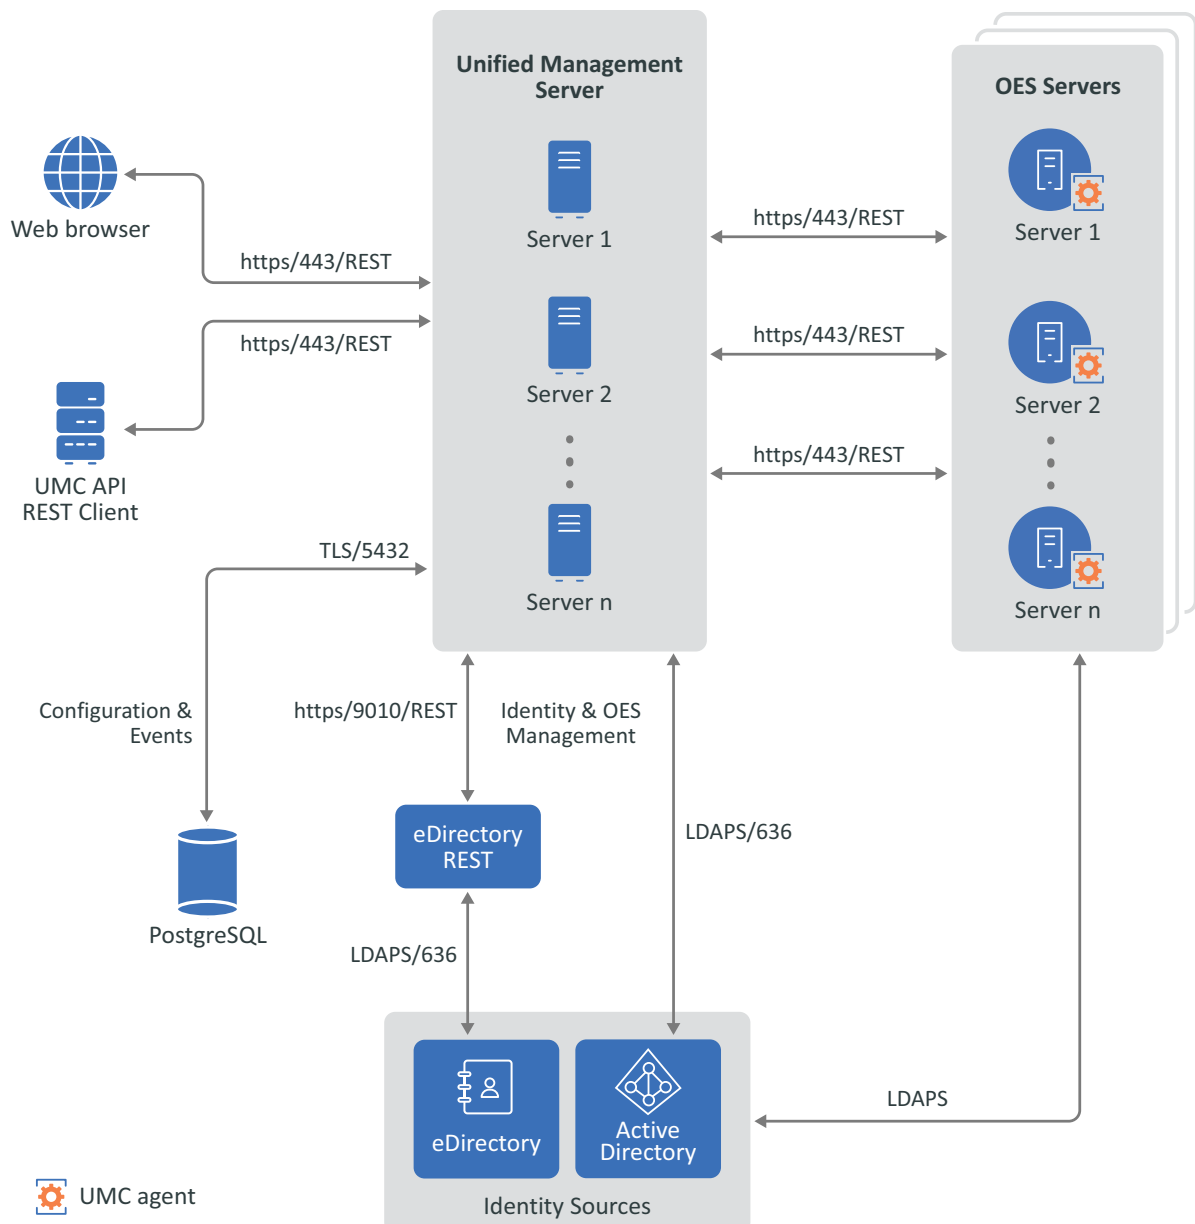 Unified Management
Server
OES Servers
Web browser
Server 1
https/443/REST
Server 1
https/443/REST
https/443/REST
https/443/REST
Server 2
Server 2
https/443/REST
UMC API
REST Client
TLS/5432
Server n
Server n
Configuration &
Events
https/9010/REST
Identity & OES
Management
eDirectory
REST
LDAPS/636
PostgreSQL
LDAPS/636
LDAPS
eDirectory
Active
Directory
UMC agent
Identity Sources